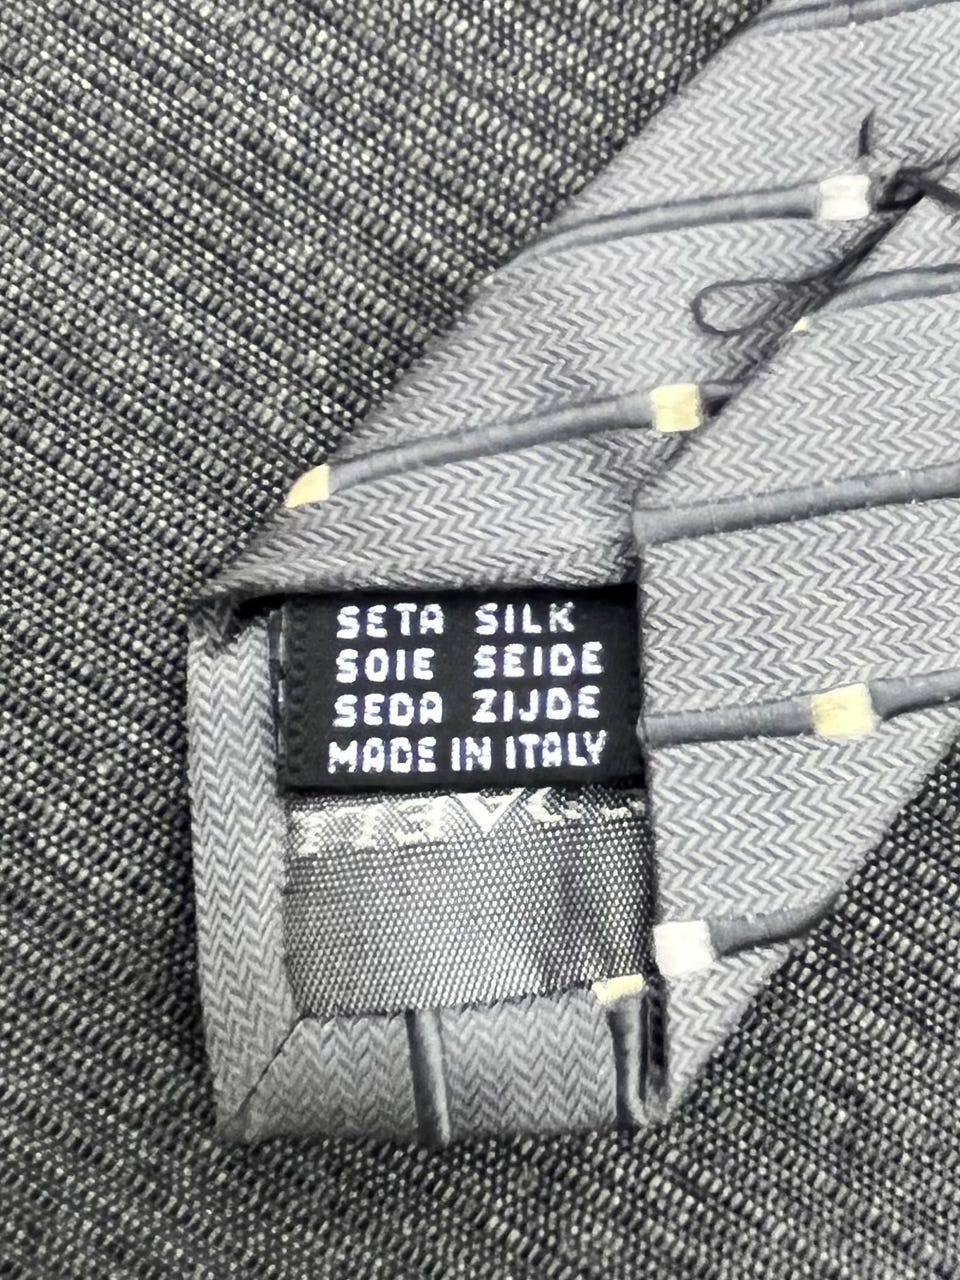 SETA SILK
SOIE SEIDE
SEDA ZIJDE
MADE IN ITALY